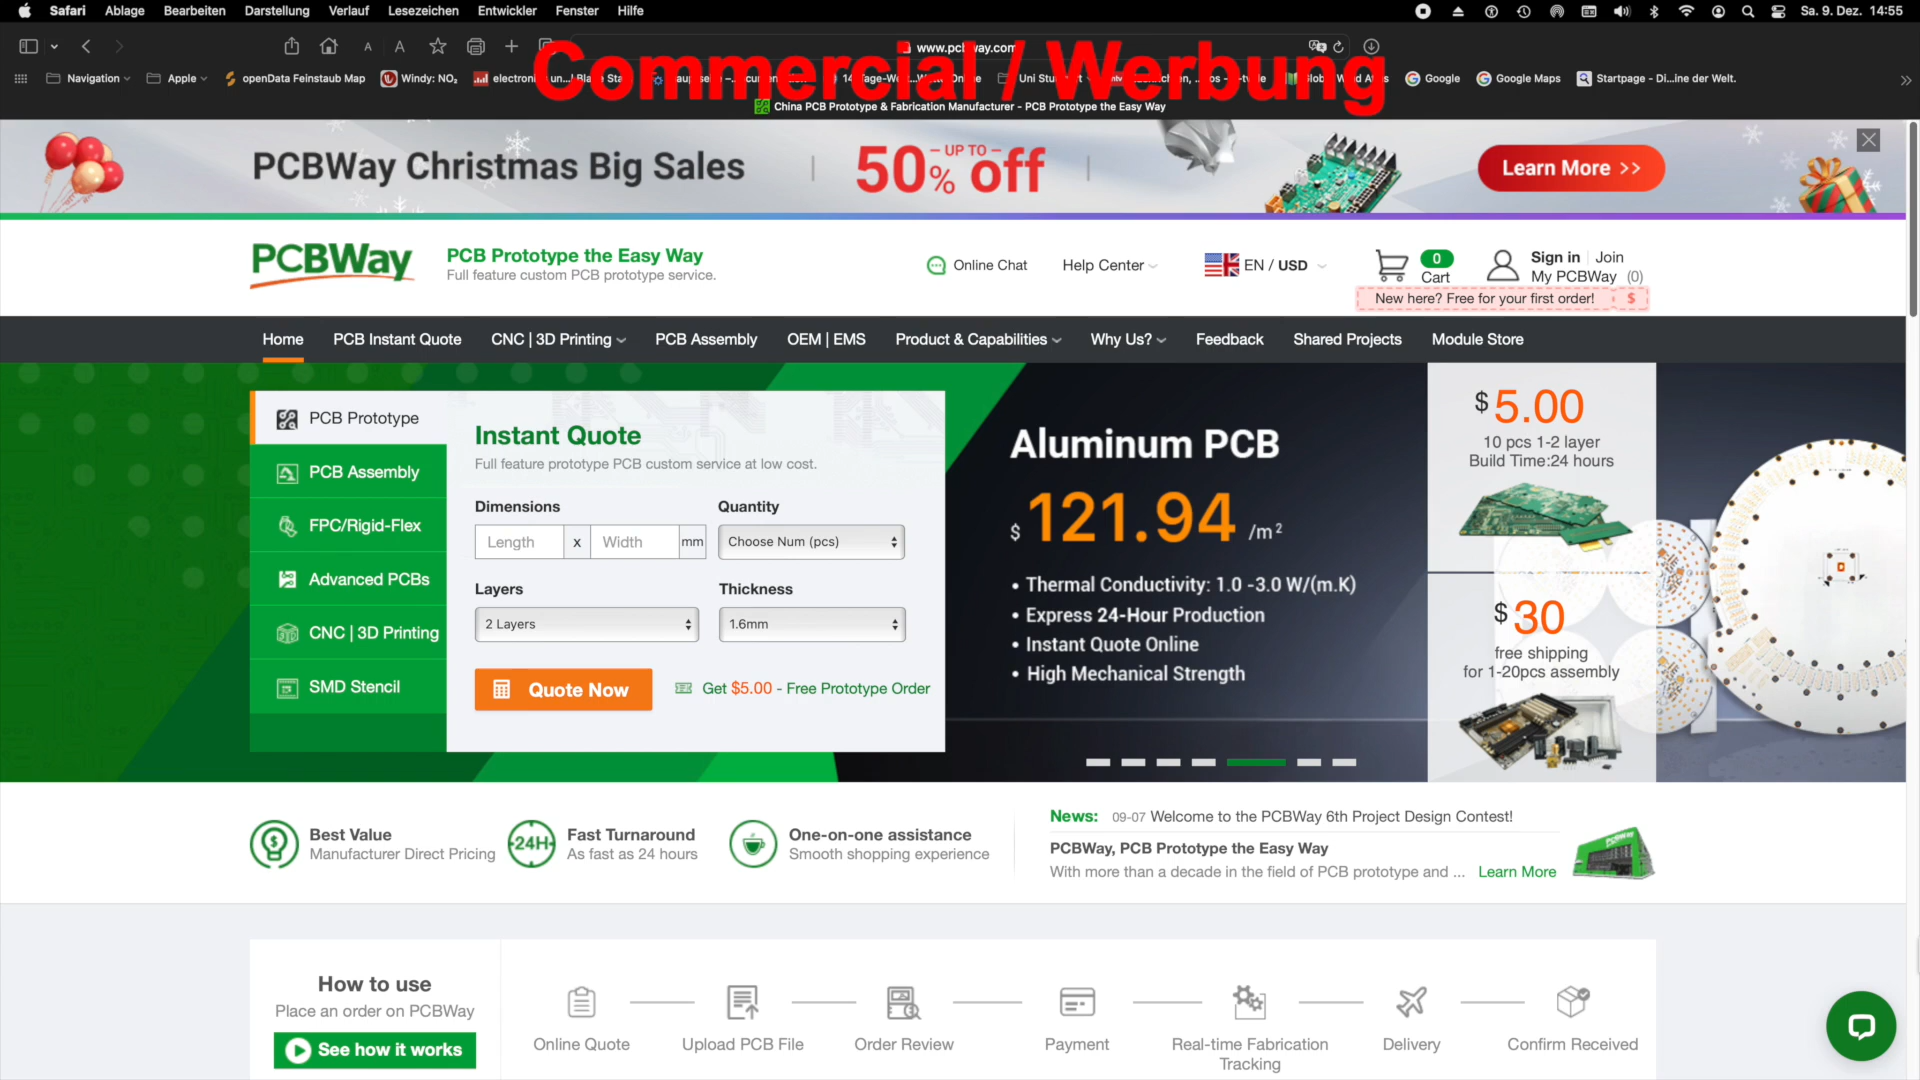 Safari Ablage Bearbeiten Darstellung Verlauf Lesezeichen Entwickler Fenster Hilfe
Sa. 9. Dez. 14:55
Commercial / Werbung
Navigation Apple openData Feinstaub Map Windy: NO₂
Google Google Maps Startpage - Di...ine der Welt.
China PCB Prototype & Fabrication Manufacturer - PCB Prototype the Easy Way
PCBWay Christmas Big Sales
UP TO
50% off
Learn More >>
PCBWay
PCB Prototype the Easy Way
Full feature custom PCB prototype service.
Online Chat
Help Center
EN / USD
0
Cart
Sign in Join
My PCBWay (0)
New here? Free for your first order! $
Home PCB Instant Quote CNC | 3D Printing PCB Assembly OEM | EMS Product & Capabilities Why Us? Feedback Shared Projects Module Store
PCB Prototype
PCB Assembly
FPC/Rigid-Flex
Advanced PCBs
CNC | 3D Printing
SMD Stencil
Instant Quote
Full feature prototype PCB custom service at low cost.
Dimensions Quantity
Length x Width mm Choose Num (pcs)
Layers Thickness
2 Layers 1.6mm
Quote Now
Get $5.00 - Free Prototype Order
Aluminum PCB
$ 121.94 /m²
• Thermal Conductivity: 1.0 -3.0 W/(m.K)
• Express 24-Hour Production
• Instant Quote Online
• High Mechanical Strength
$ 5.00
10 pcs 1-2 layer
Build Time:24 hours
$ 30
free shipping
for 1-20pcs assembly
Best Value
Manufacturer Direct Pricing
24H
Fast Turnaround
As fast as 24 hours
One-on-one assistance
Smooth shopping experience
News: 09-07 Welcome to the PCBWay 6th Project Design Contest!
PCBWay, PCB Prototype the Easy Way
With more than a decade in the field of PCB prototype and ... Learn More
How to use
Place an order on PCBWay
See how it works
Online Quote
Upload PCB File
Order Review
Payment
Real-time Fabrication
Tracking
Delivery
Confirm Received